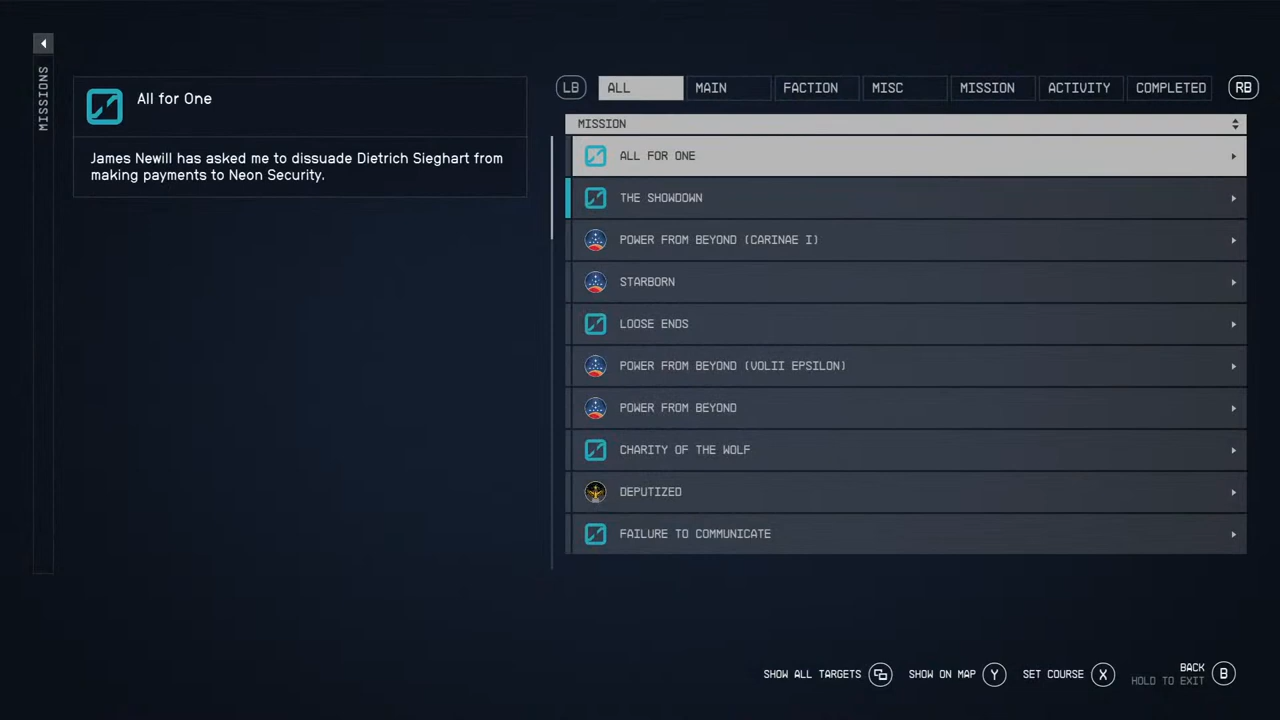 MISSIONS
All for One
James Newill has asked me to dissuade Dietrich Sieghart from
making payments to Neon Security.
LB ALL MAIN FACTION MISC MISSION ACTIVITY COMPLETED RB
MISSION
ALL FOR ONE
THE SHOWDOWN
POWER FROM BEYOND (CARINAE I)
STARBORN
LOOSE ENDS
POWER FROM BEYOND (VOLII EPSILON)
POWER FROM BEYOND
CHARITY OF THE WOLF
DEPUTIZED
FAILURE TO COMMUNICATE
SHOW ALL TARGETS SHOW ON MAP Y SET COURSE X BACK B
HOLD TO EXIT